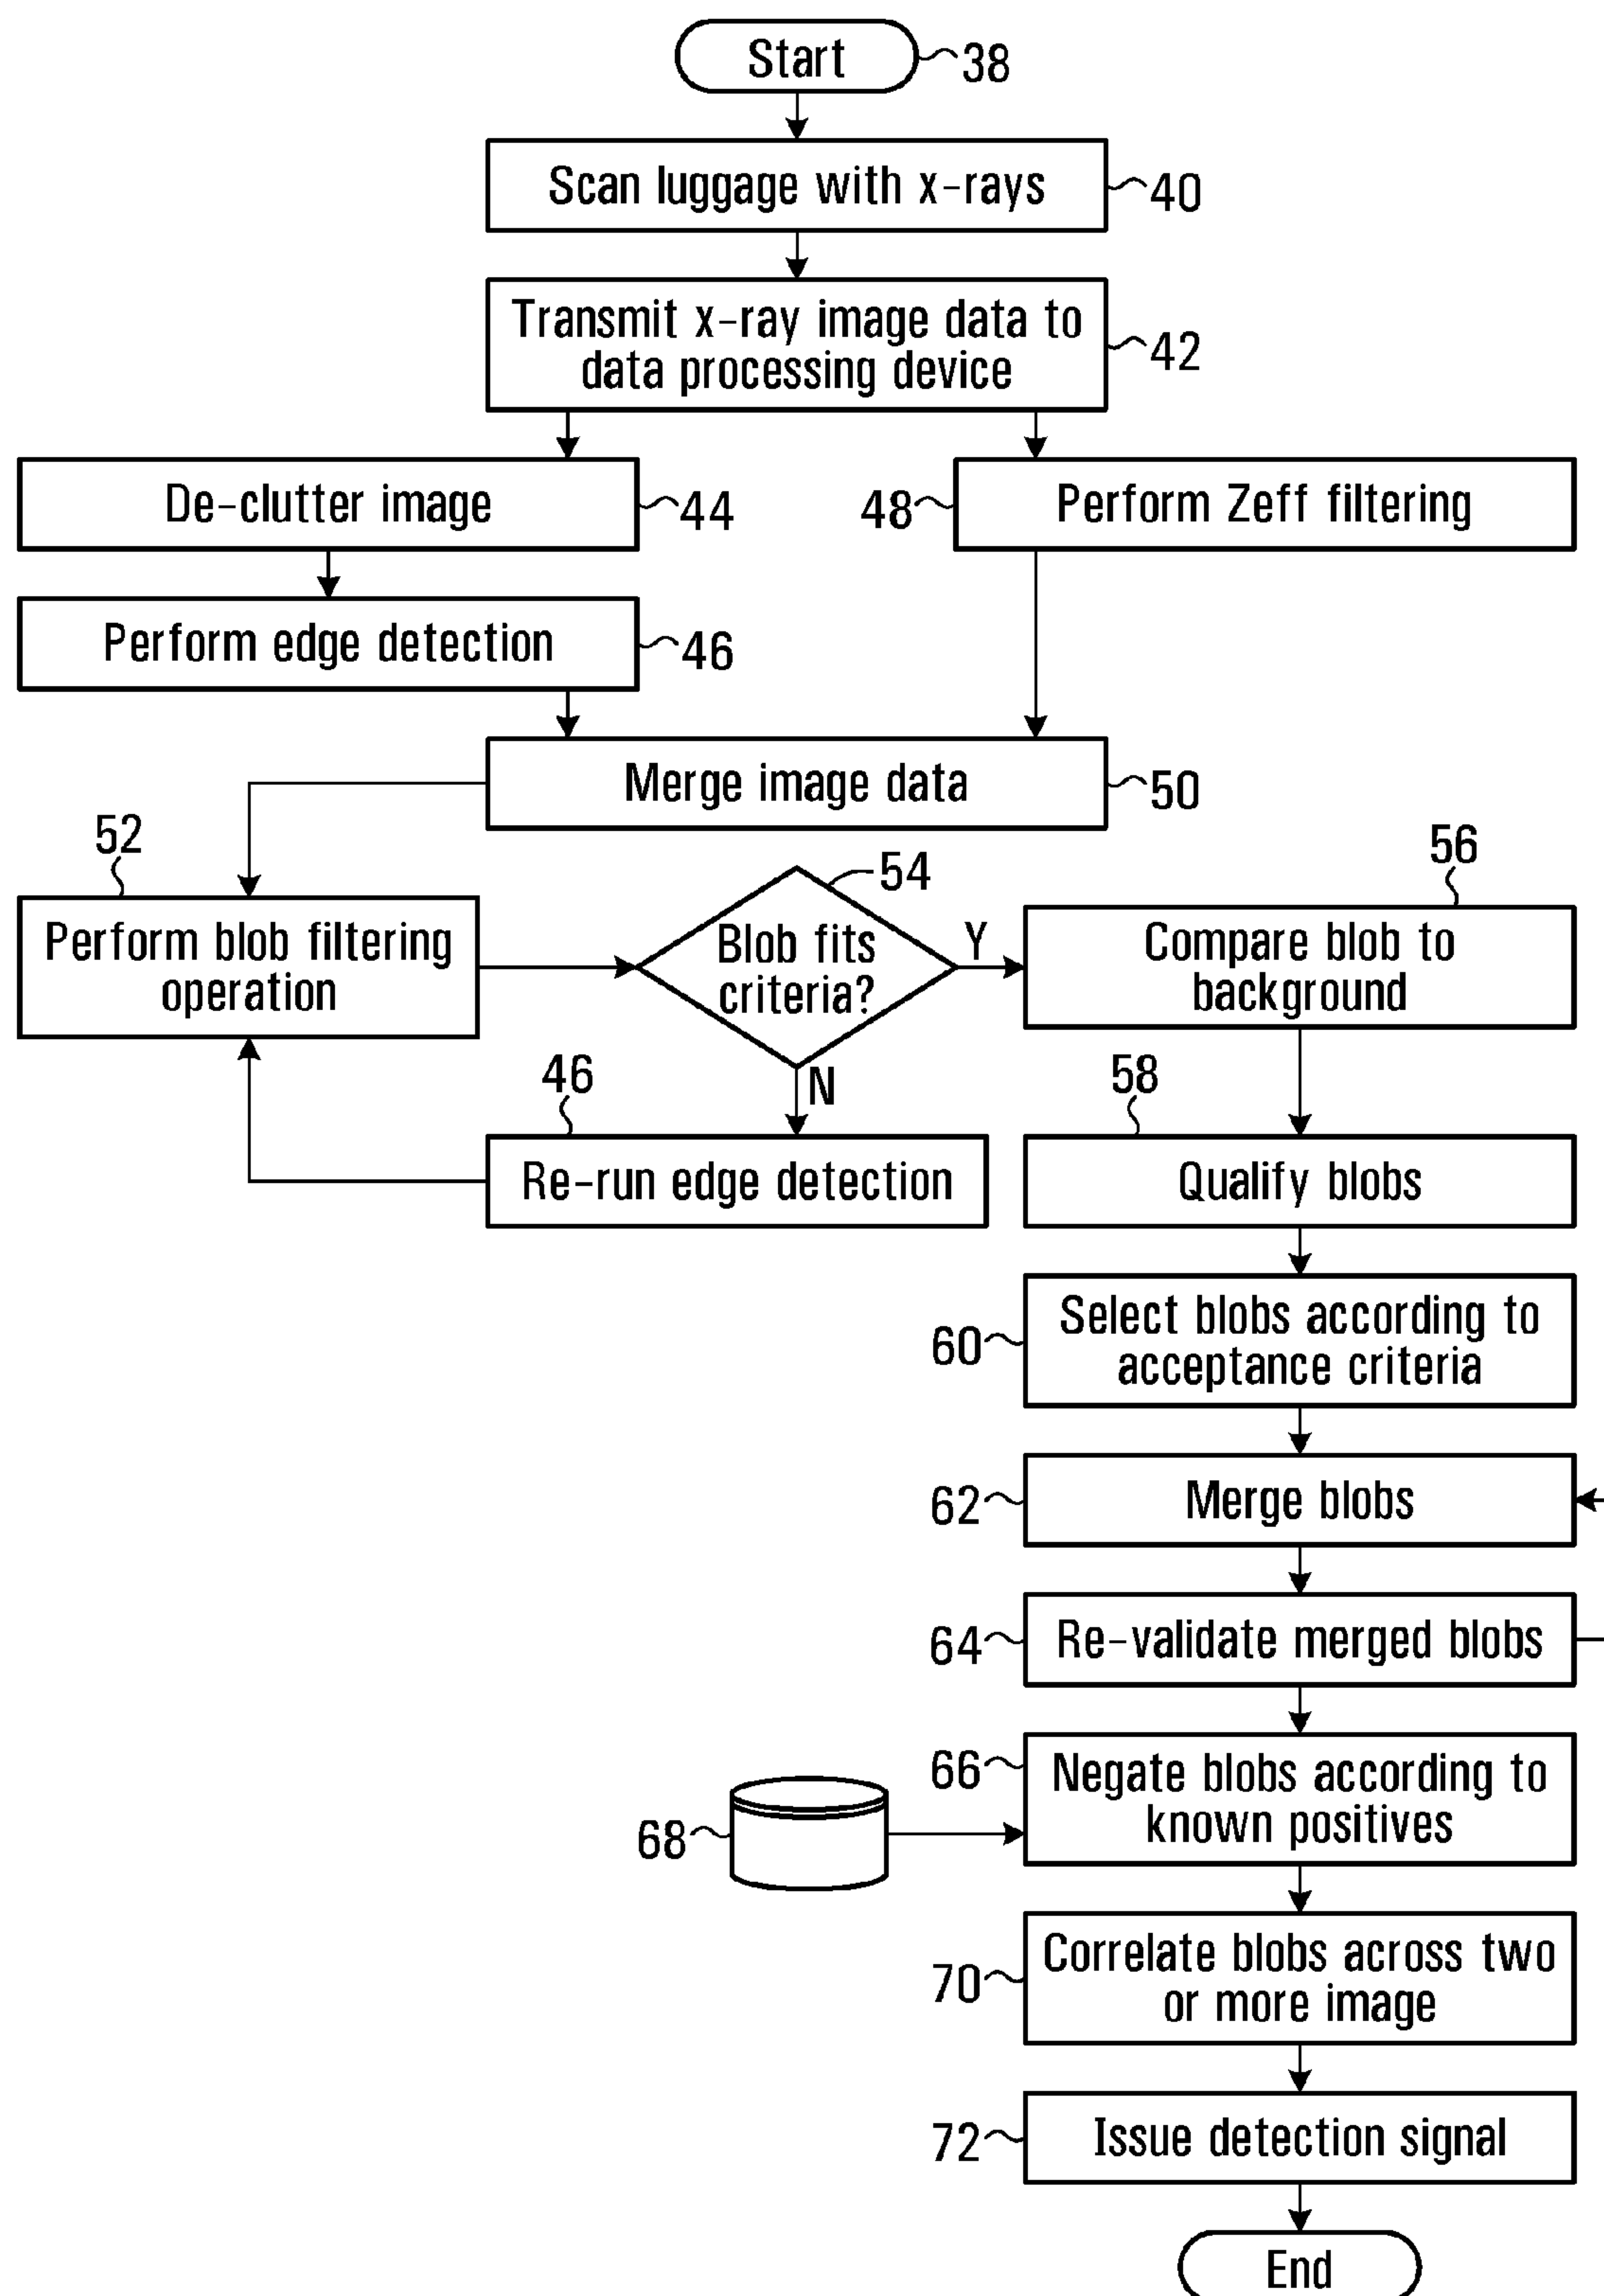 Start
38
Scan luggage with x-rays
40
Transmit x-ray image data to
data processing device
42
De-clutter image
44
48
Perform Zeff filtering
Perform edge detection
46
Merge image data
50
52
Perform blob filtering
operation
54
Blob fits
criteria?
Y
N
56
Compare blob to
background
46
Re-run edge detection
58
Qualify blobs
60
Select blobs according to
acceptance criteria
62
Merge blobs
64
Re-validate merged blobs
66
Negate blobs according to
known positives
68
70
Correlate blobs across two
or more image
72
Issue detection signal
End